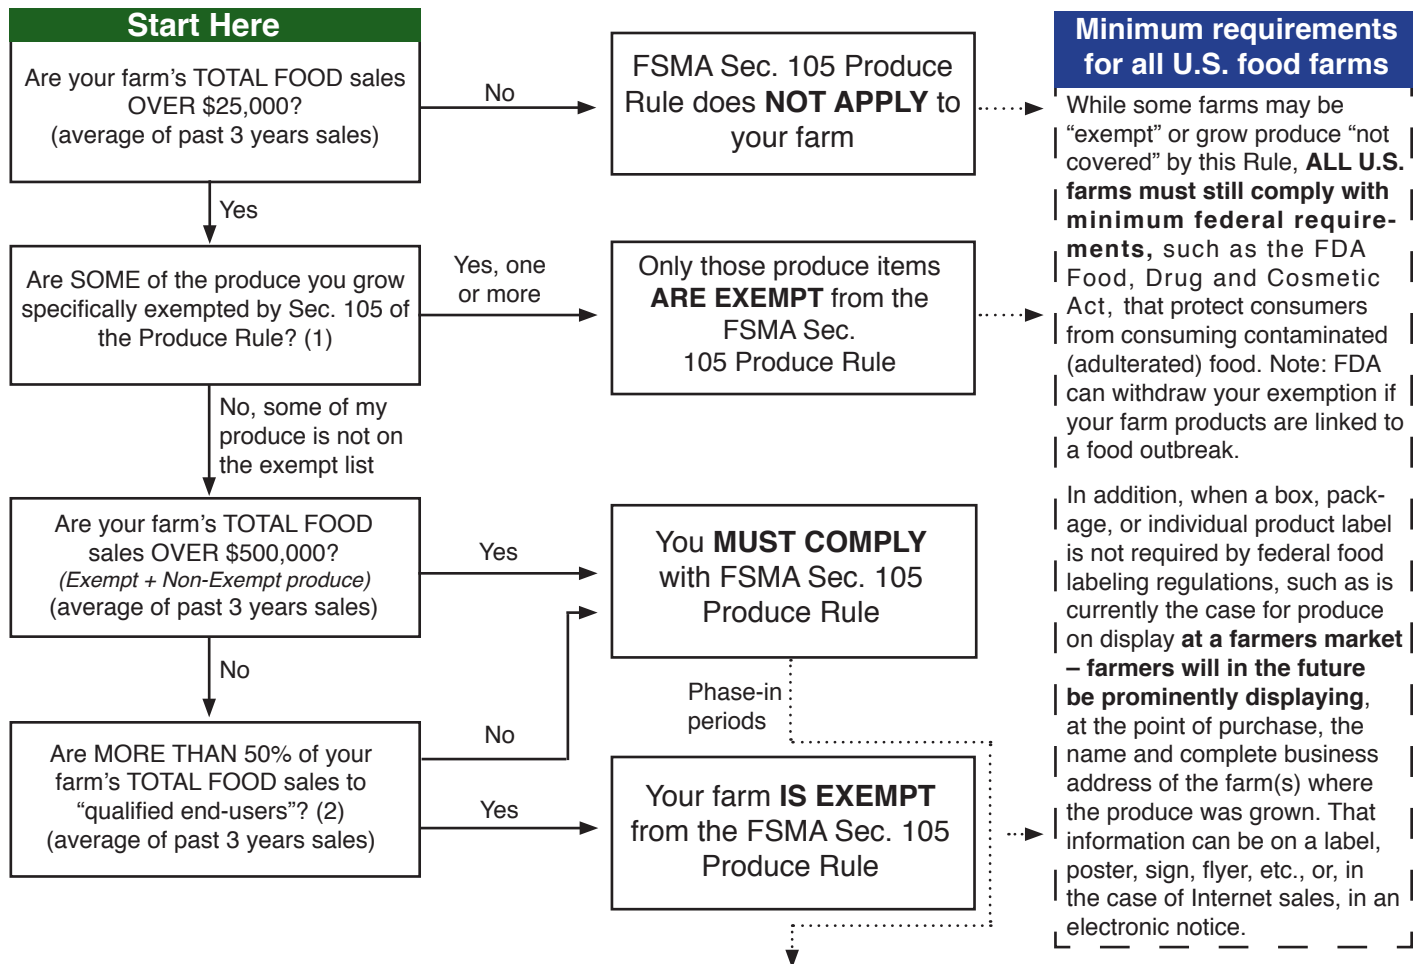 Start Here
Are your farm's TOTAL FOOD sales
OVER $25,000?
(average of past 3 years sales)
No
FSMA Sec. 105 Produce
Rule does NOT APPLY to
your farm
Yes
Are SOME of the produce you grow
specifically exempted by Sec. 105 of
the Produce Rule? (1)
Yes, one
or more
Only those produce items
ARE EXEMPT from the
FSMA Sec.
105 Produce Rule
No, some of my
produce is not on
the exempt list
Are your farm's TOTAL FOOD
sales OVER $500,000?
(Exempt + Non-Exempt produce)
(average of past 3 years sales)
Yes
You MUST COMPLY
with FSMA Sec. 105
Produce Rule
No
Phase-in
periods
Are MORE THAN 50% of your
farm's TOTAL FOOD sales to
“qualified end-users”? (2)
(average of past 3 years sales)
No
Yes
Your farm IS EXEMPT
from the FSMA Sec. 105
Produce Rule
Minimum requirements
for all U.S. food farms
While some farms may be
“exempt” or grow produce “not
covered” by this Rule, ALL U.S.
farms must still comply with
minimum federal require-
ments, such as the FDA
Food, Drug and Cosmetic
Act, that protect consumers
from consuming contaminated
(adulterated) food. Note: FDA
can withdraw your exemption if
your farm products are linked to
a food outbreak.
In addition, when a box, pack-
age, or individual product label
is not required by federal food
labeling regulations, such as is
currently the case for produce
on display at a farmers market
– farmers will in the future
be prominently displaying,
at the point of purchase, the
name and complete business
address of the farm(s) where
the produce was grown. That
information can be on a label,
poster, sign, flyer, etc., or, in
the case of Internet sales, in an
electronic notice.